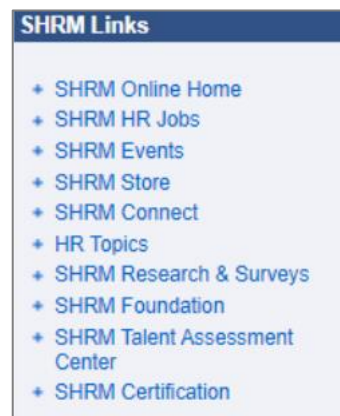 SHRM Links
+ SHRM Online Home
+ SHRM HR Jobs
+ SHRM Events
+ SHRM Store
+ SHRM Connect
+ HR Topics
+ SHRM Research & Surveys
+ SHRM Foundation
+ SHRM Talent Assessment
Center
+ SHRM Certification